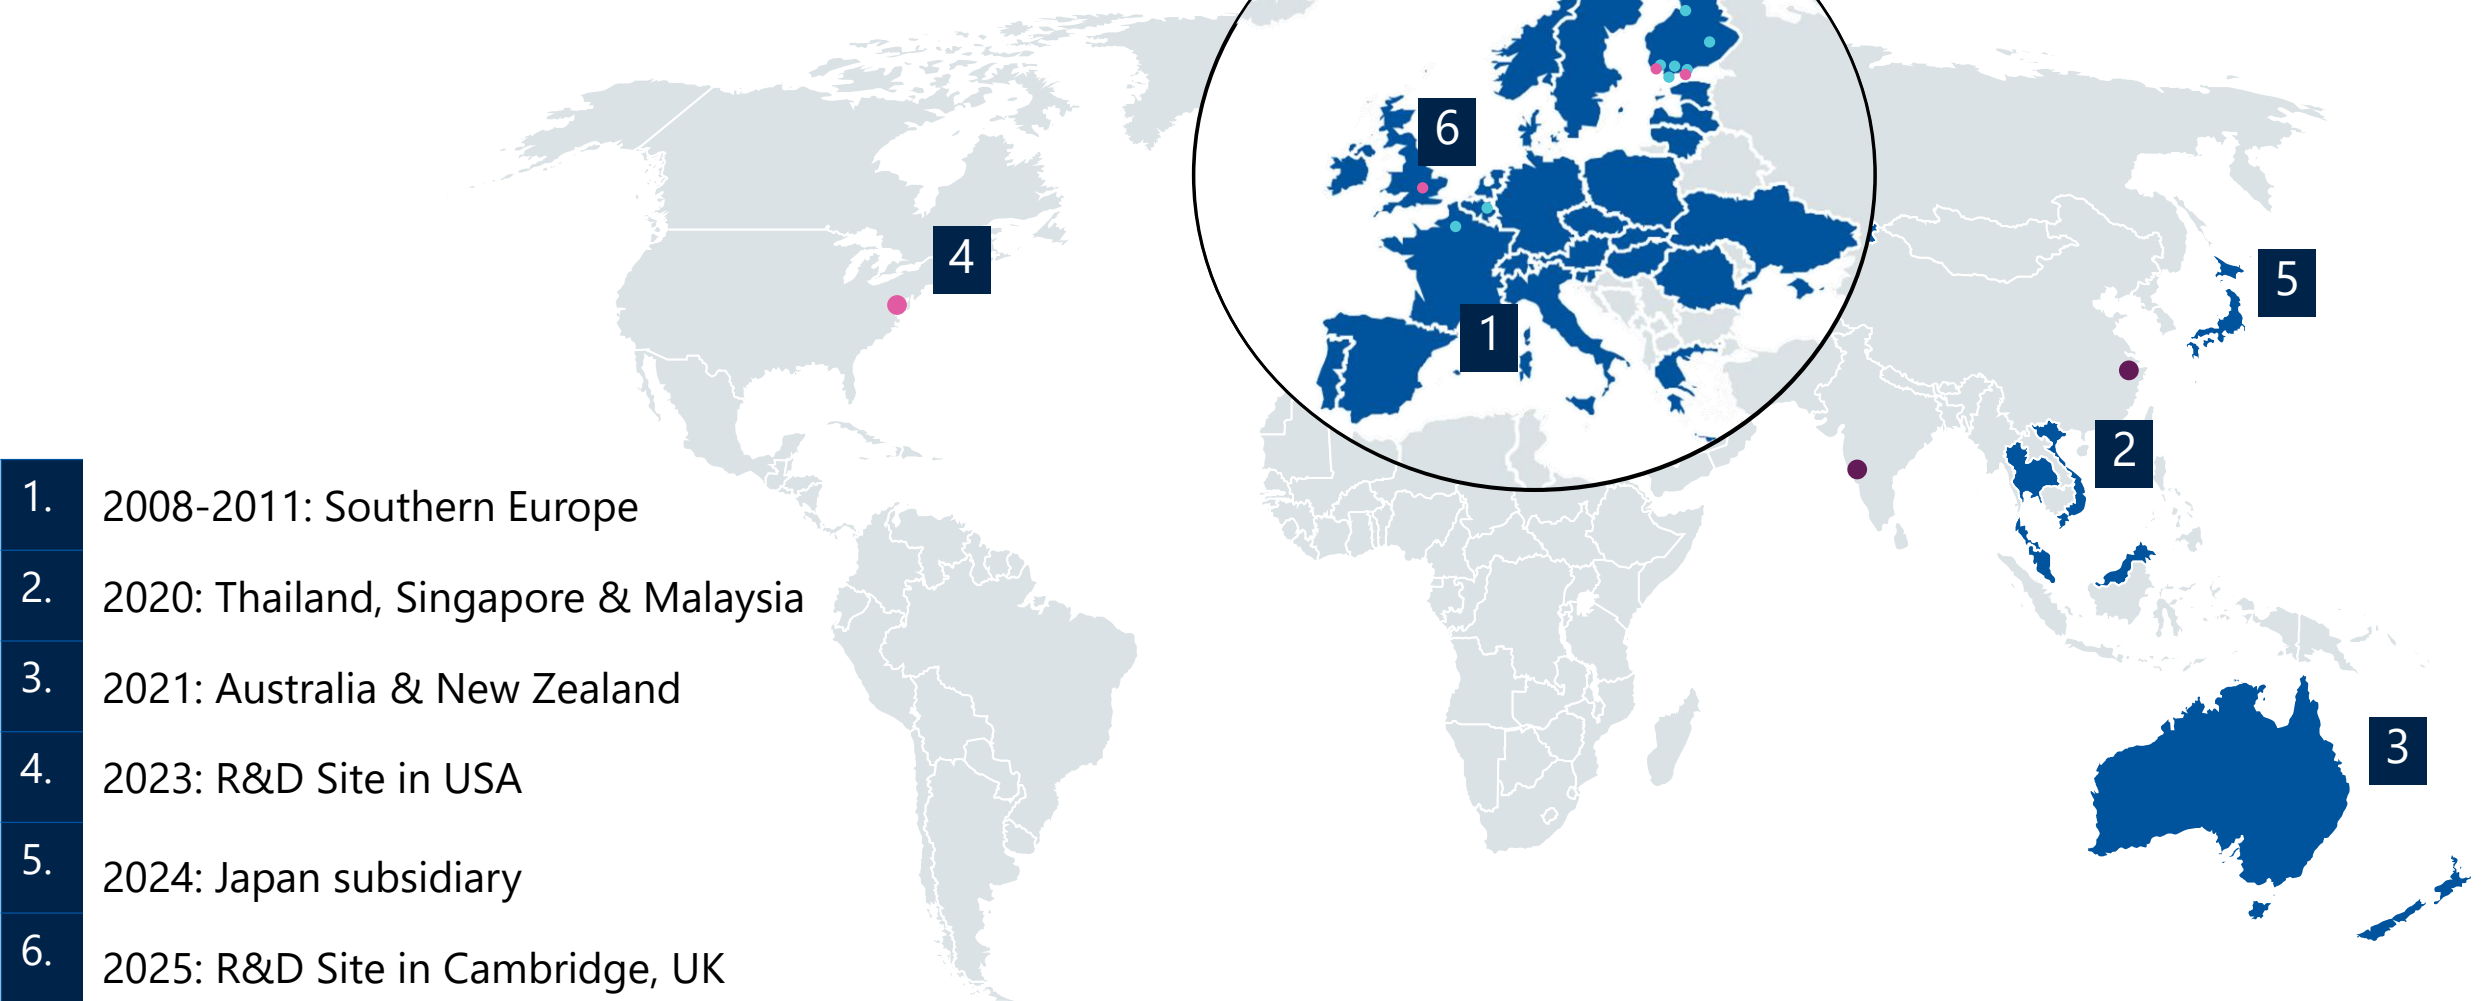 6
4
5
1
2
3
1. 2008-2011: Southern Europe
2. 2020: Thailand, Singapore & Malaysia
3. 2021: Australia & New Zealand
4. 2023: R&D Site in USA
5. 2024: Japan subsidiary
6. 2025: R&D Site in Cambridge, UK